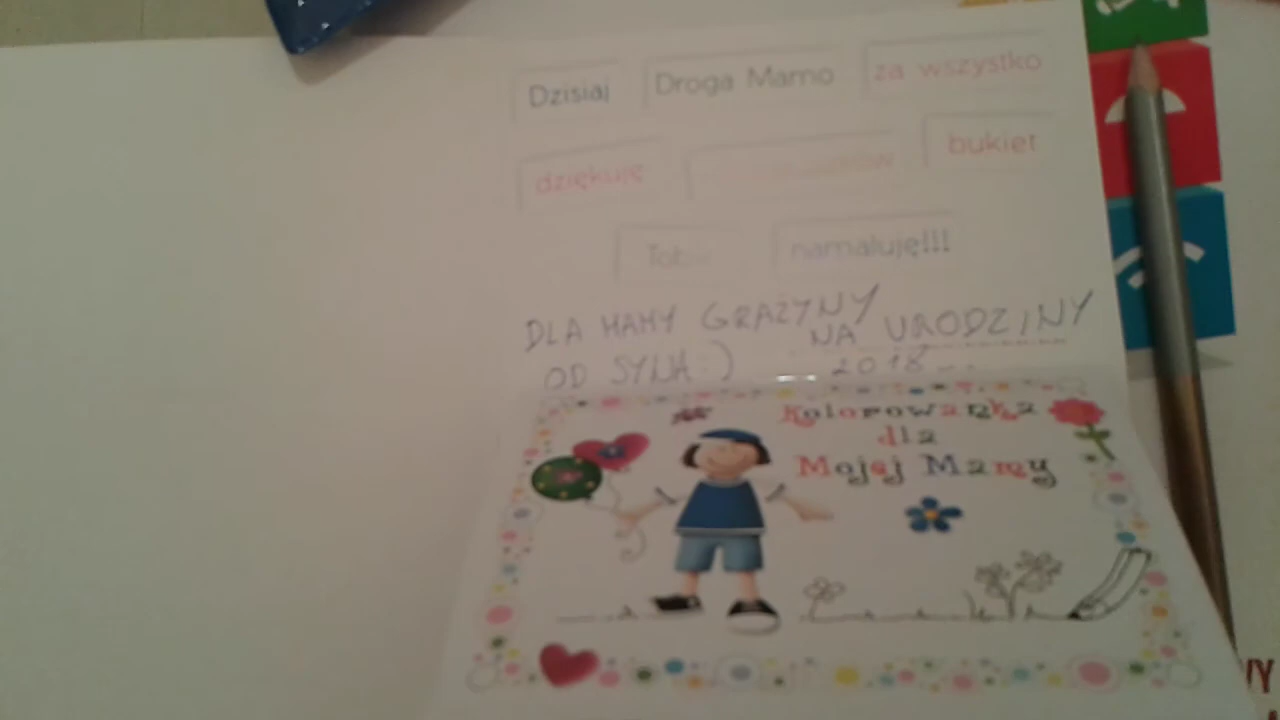 Dzisiaj Droga Mamo za wszystko
dziękuję bukiet
namaluję!!!
DLA MAMY GRAŻYNY
NA URODZINY
OD SYNA:) 2018...
Kolorowanka
dla
Mojej Mamy